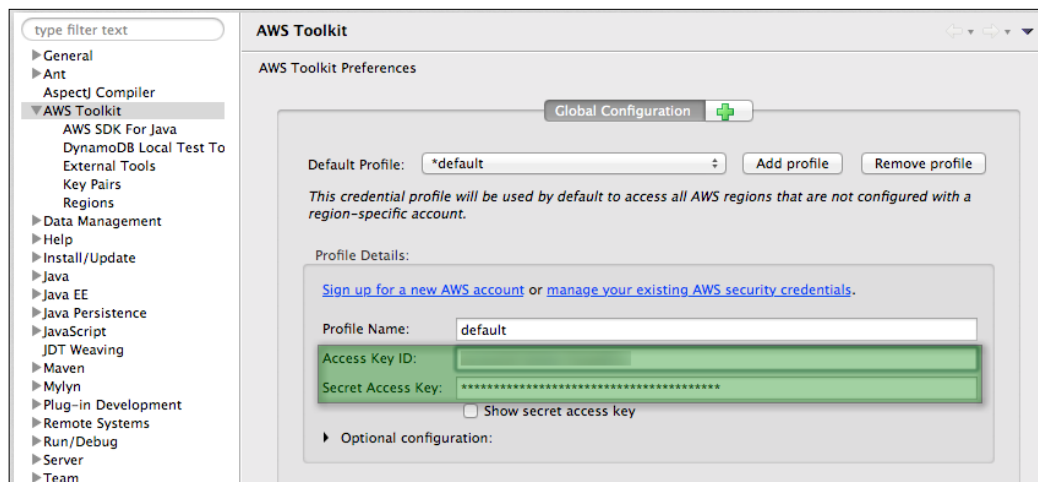 type filter text
General
Ant
AspectJ Compiler
AWS Toolkit
AWS SDK For Java
DynamoDB Local Test To
External Tools
Key Pairs
Regions
Data Management
Help
Install/Update
Java
Java EE
Java Persistence
JavaScript
JDT Weaving
Maven
Mylyn
Plug-in Development
Remote Systems
Run/Debug
Server
Team
AWS Toolkit
AWS Toolkit Preferences
Global Configuration
Default Profile: *default Add profile Remove profile
This credential profile will be used by default to access all AWS regions that are not configured with a
region-specific account.
Profile Details:
Sign up for a new AWS account or manage your existing AWS security credentials.
Profile Name: default
Access Key ID:
Secret Access Key: ****************************************
Show secret access key
Optional configuration: